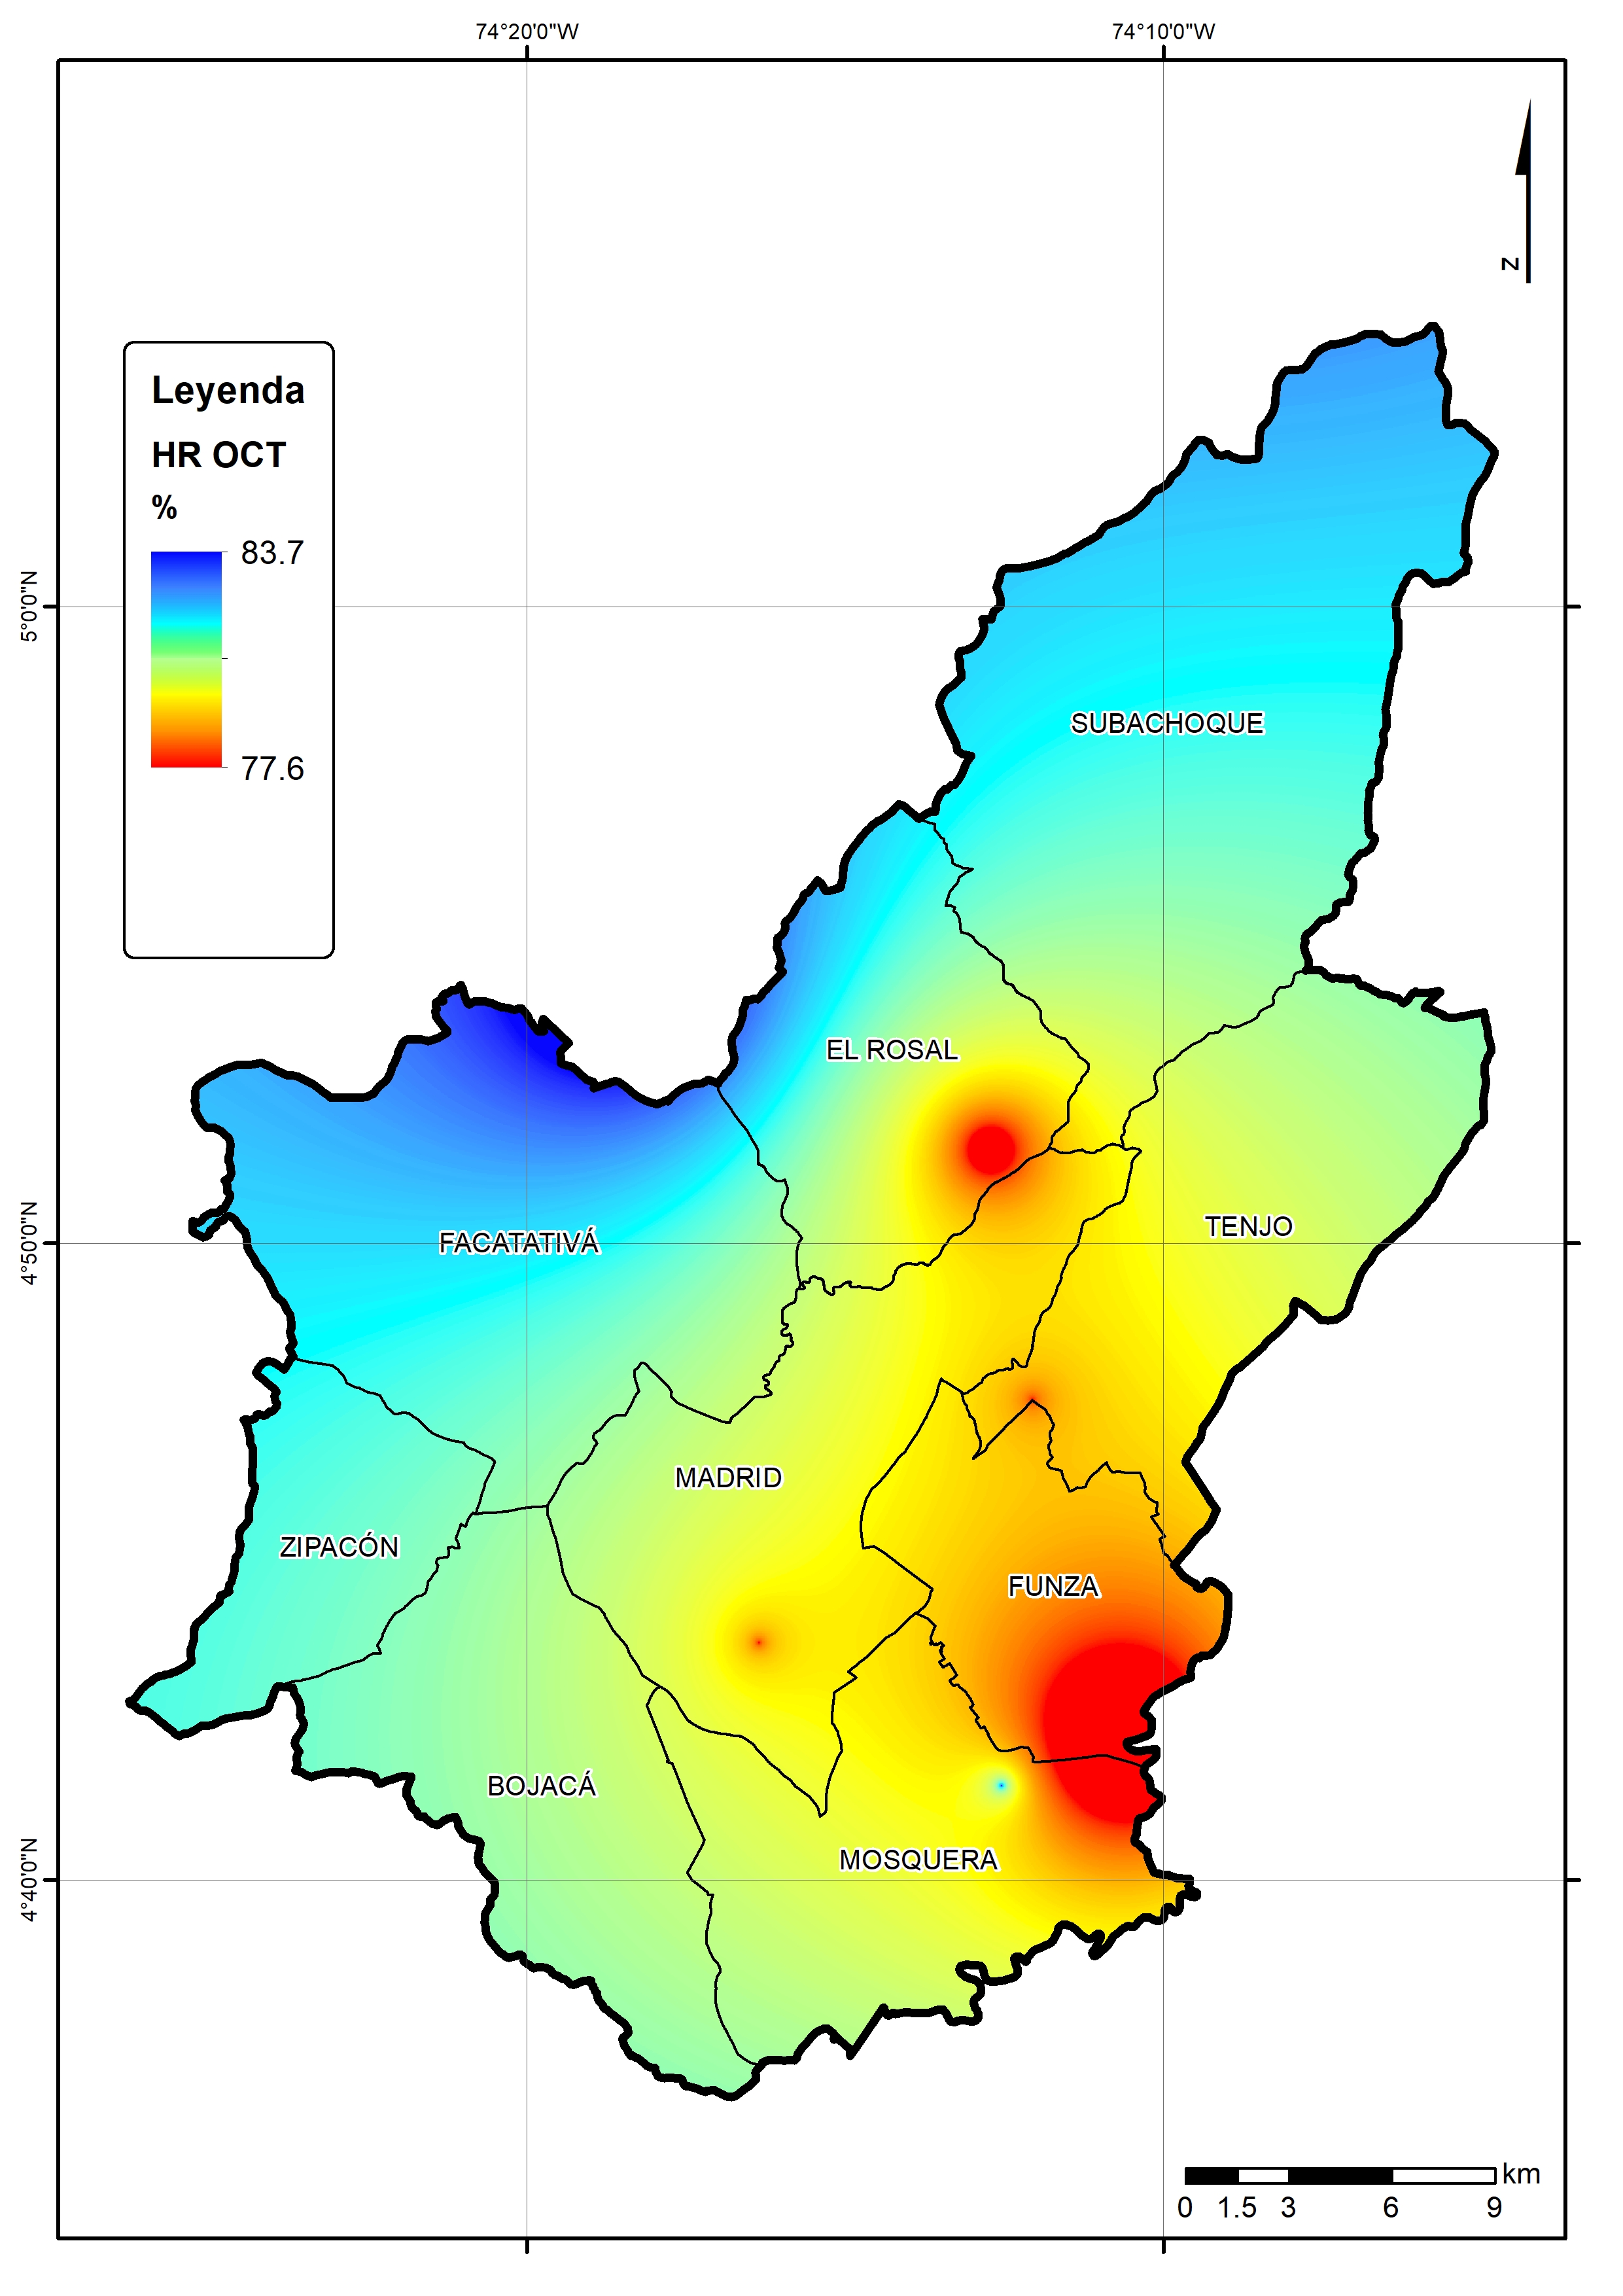 74°20'0"W
74°10'0"W
N
Leyenda
HR OCT
%
83.7
77.6
5°0'0"N
SUBACHOQUE
EL ROSAL
TENJO
4°50'0"N
FACATATIVÁ
MADRID
ZIPACÓN
FUNZA
BOJACÁ
MOSQUERA
4°40'0"N
km
0 1.5 3 6 9